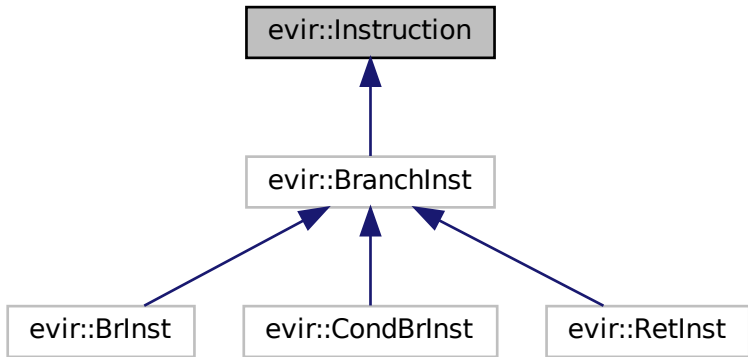 evir::Instruction
evir::BranchInst
evir::BrInst
evir::CondBrInst
evir::RetInst